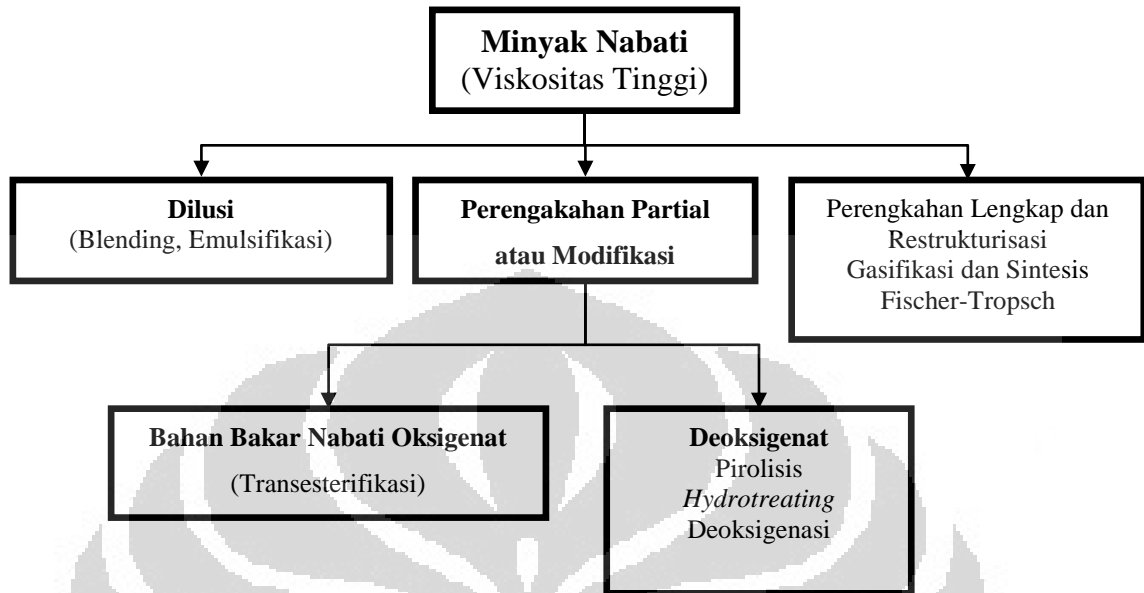 Minyak Nabati
(Viskositas Tinggi)
Dilusi
(Blending, Emulsifikasi)
Perengakahan Partial
atau Modifikasi
Perengkahan Lengkap dan
Restrukturisasi
Gasifikasi dan Sintesis
Fischer-Tropsch
Bahan Bakar Nabati Oksigenat
(Transesterifikasi)
Deoksigenat
Pirolisis
Hydrotreating
Deoksigenasi